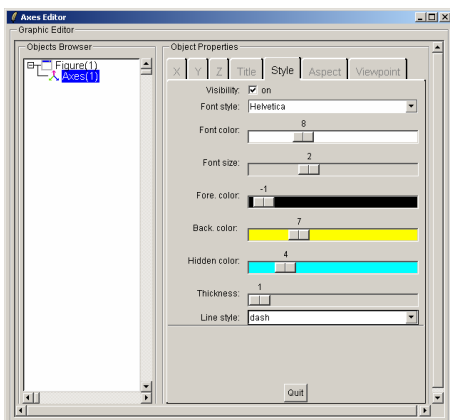 Axes Editor
Graphic Editor
Objects Browser
Figure(1)
Axes(1)
Object Properties
X Y Z Title Style Aspect Viewpoint
Visibility: on
Font style: Helvetica
8
Font color:
2
Font size:
-1
Fore. color:
7
Back. color:
4
Hidden color:
1
Thickness:
Line style: dash
Quit